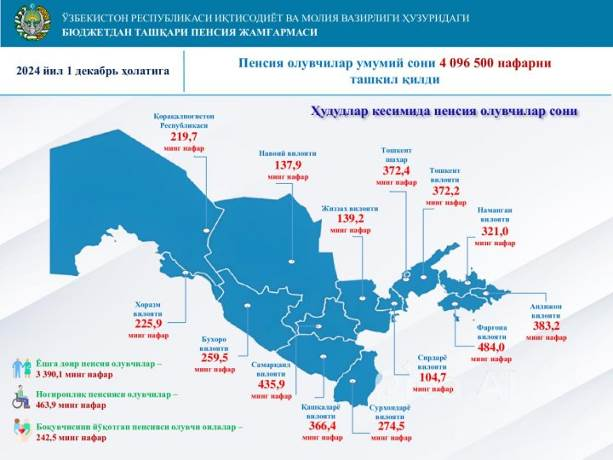 ЎЗБЕКИСТОН РЕСПУБЛИКАСИ ИҚТИСОДИЁТ ВА МОЛИЯ ВАЗИРЛИГИ ҲУЗУРИДАГИ
БЮДЖЕТДАН ТАШҚАРИ ПЕНСИЯ ЖАМҒАРМАСИ
2024 йил 1 декабрь ҳолатига
Пенсия олувчилар умумий сони 4 096 500 нафарни
ташкил қилди
Ҳудудлар кесимида пенсия олувчилар сони
Қорақалпоғистон
Республикаси
219,7
минг нафар
Навоий вилояти
137,9
минг нафар
Тошкент
шаҳар
372,4
минг нафар
Тошкент
вилояти
372,2
минг нафар
Жиззах вилояти
139,2
минг нафар
Наманган
вилояти
321,0
минг нафар
Хоразм
вилояти
225,9
минг нафар
Бухоро
вилояти
259,5
минг нафар
Самарқанд
вилояти
435,9
минг нафар
Қашқадарё
вилояти
366,4
минг нафар
Сурхондарё
вилояти
274,5
минг нафар
Сирдарё
вилояти
104,7
минг нафар
Фарғона
вилояти
484,0
минг нафар
Андижон
вилояти
383,2
минг нафар
Ёшга доир пенсия олувчилар –
3 390,1 минг нафар
Ногиронлик пенсияси олувчилар –
463,9 минг нафар
Боқувчисини йўқотган пенсияси олувчи оилалар –
242,5 минг нафар